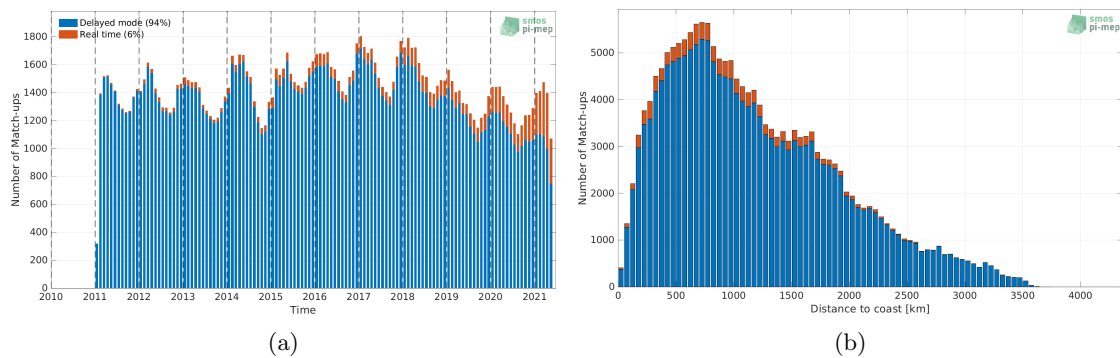 Delayed mode (94%)
Real time (6%)
smos
pi-mep
Number of Match-ups
1800
1600
1400
1200
1000
800
600
400
200
0
2010 2011 2012 2013 2014 2015 2016 2017 2018 2019 2020 2021
Time
(a)
smos
pi-mep
Number of Match-ups
5000
4000
3000
2000
1000
0
0 500 1000 1500 2000 2500 3000 3500 4000
Distance to coast [km]
(b)